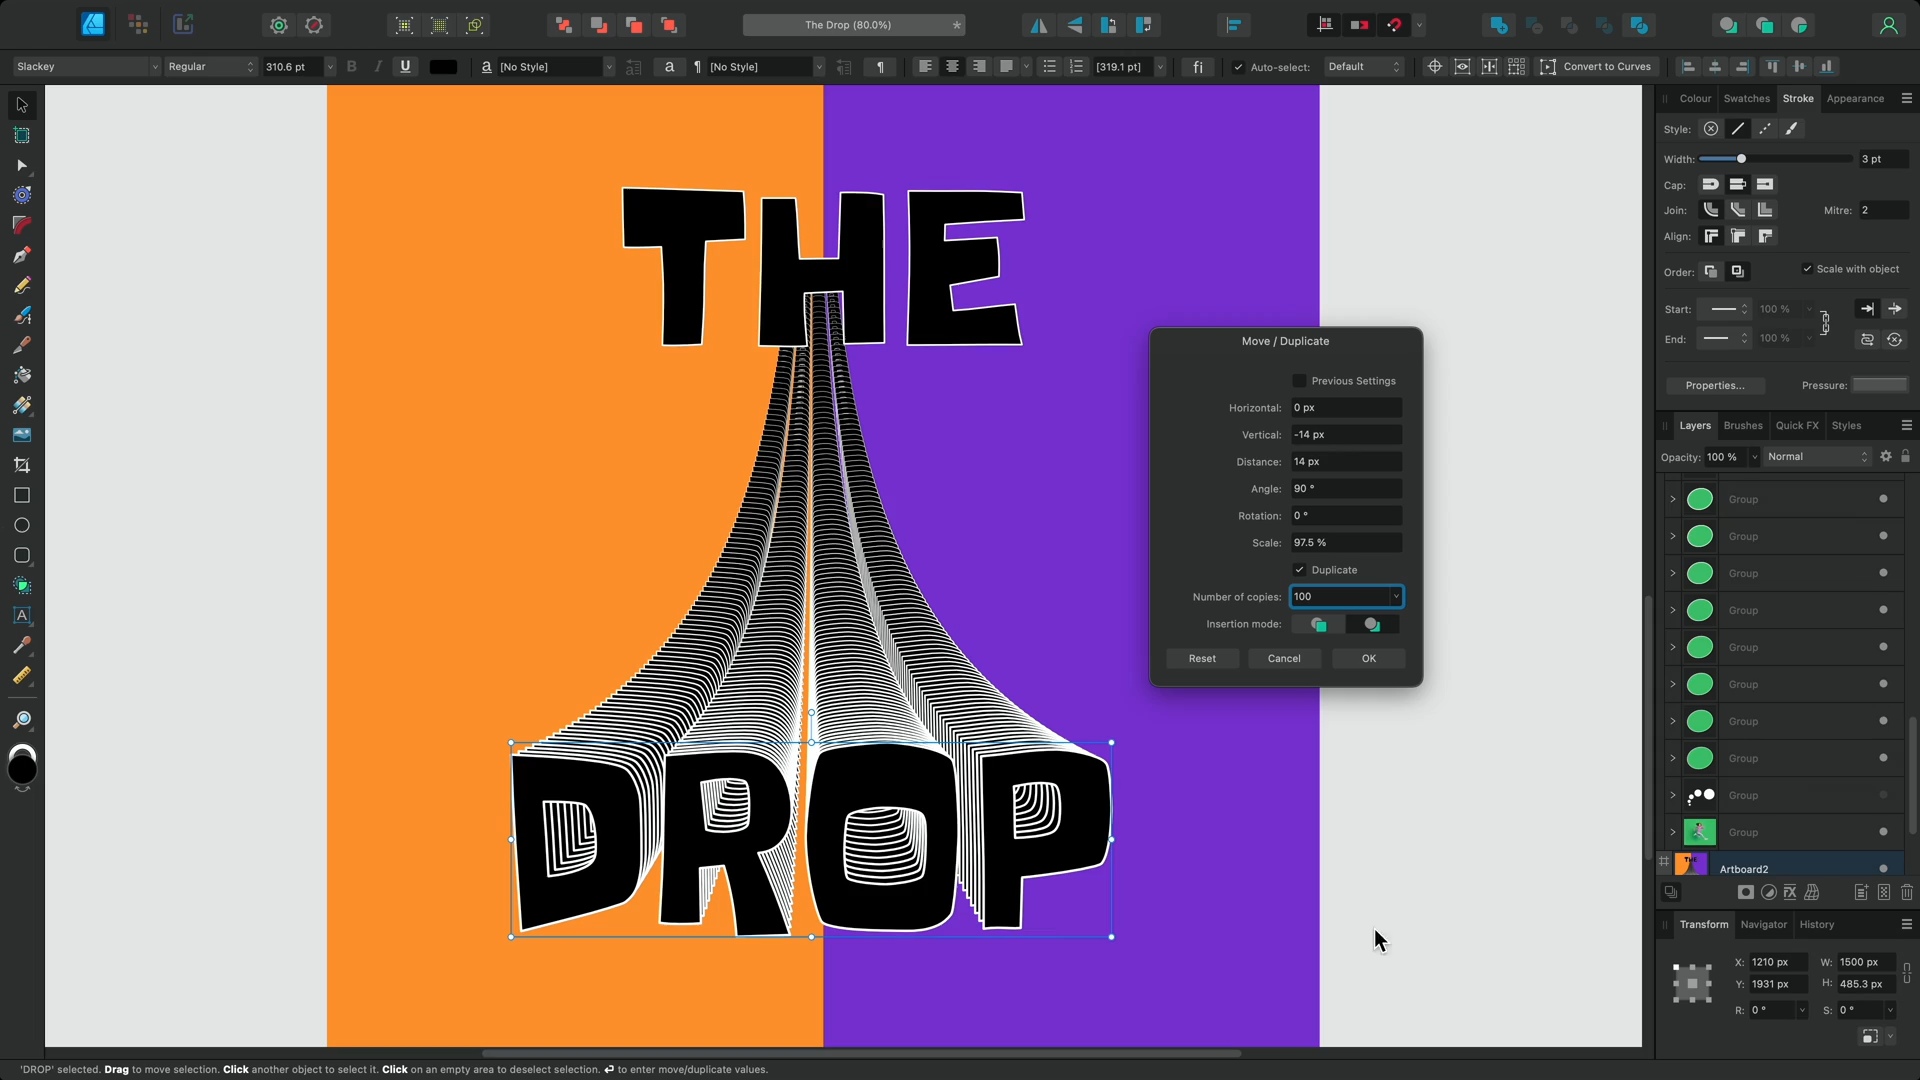 The Drop (80.0%)
*
Slackey
Regular
310.6 pt
B
I
U
a
[No Style]
a
¶
[No Style]
¶
[319.1 pt]
fi
Auto-select:
Default
Convert to Curves
Colour
Swatches
Stroke
Appearance
Style:
Width:
3 pt
Cap:
Join:
Mitre:
2
Align:
Order:
Scale with object
Start:
100 %
End:
100 %
Properties...
Pressure:
THE
DROP
Move / Duplicate
Previous Settings
Horizontal:
0 px
Vertical:
-14 px
Distance:
14 px
Angle:
90 °
Rotation:
0 °
Scale:
97.5 %
Duplicate
Number of copies:
100
Insertion mode:
Reset
Cancel
OK
Layers
Brushes
Quick FX
Styles
Opacity:
100 %
Normal
Group
Group
Group
Group
Group
Group
Group
Group
Group
Group
Artboard2
Transform
Navigator
History
X:
1210 px
W:
1500 px
Y:
1931 px
H:
485.3 px
R:
0 °
S:
0 °
A
'DROP' selected. Drag to move selection. Click another object to select it. Click on an empty area to deselect selection. ⏎ to enter move/duplicate values.